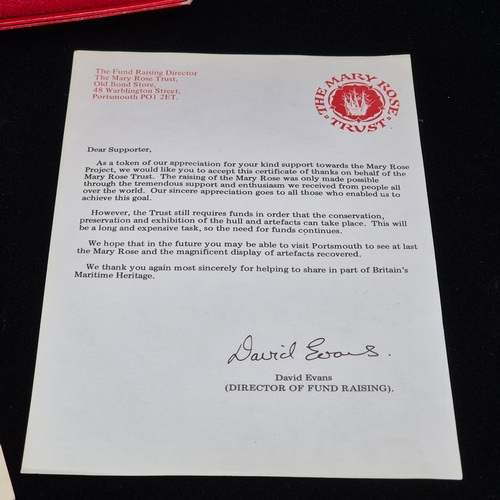 The Fund Raising Director
The Mary Rose Trust,
Old Bond Store,
48 Warblington Street,
Portsmouth PO1 2ET.
THE MARY ROSE
TRUST
Dear Supporter,
As a token of our appreciation for your kind support towards the Mary Rose
Project, we would like you to accept this certificate of thanks on behalf of the
Mary Rose Trust. The raising of the Mary Rose was only made possible
through the tremendous support and enthusiasm we received from people all
over the world. Our sincere appreciation goes to all those who enabled us to
achieve this goal.
However, the Trust still requires funds in order that the conservation,
preservation and exhibition of the hull and artefacts can take place. This will
be a long and expensive task, so the need for funds continues.
We hope that in the future you may be able to visit Portsmouth to see at last
the Mary Rose and the magnificent display of artefacts recovered.
We thank you again most sincerely for helping to share in part of Britain's
Maritime Heritage.
David Evans.
David Evans
(DIRECTOR OF FUND RAISING).